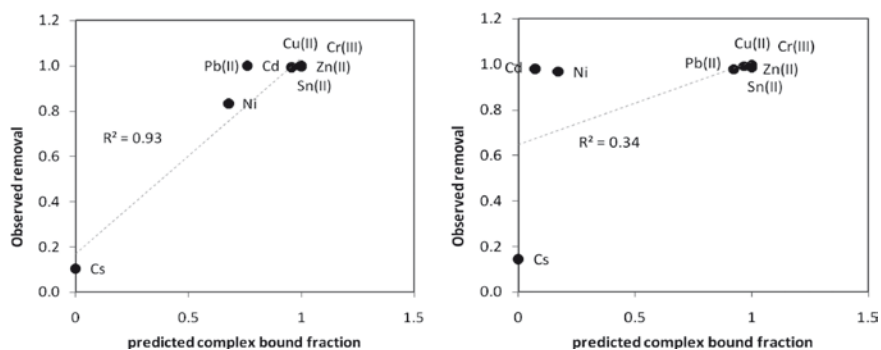 1.2
1.0
0.8
0.6
0.4
0.2
0.0
Observed removal
Cu(II) Cr(III)
Pb(II) Cd Zn(II)
Sn(II)
Ni
R² = 0.93
Cs
0 0.5 1 1.5
predicted complex bound fraction
1.2
1.0
0.8
0.6
0.4
0.2
0.0
Observed removal
Cu(II) Cr(III)
Cd Ni Pb(II) Zn(II)
Sn(II)
R² = 0.34
Cs
0 0.5 1 1.5
predicted complex bound fraction